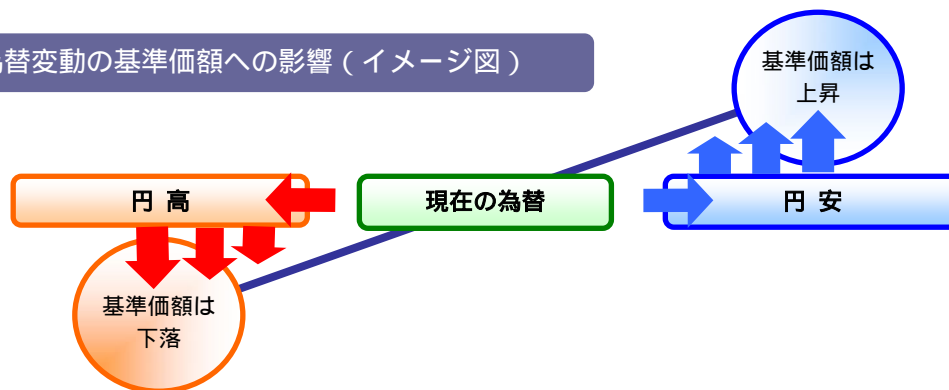 替変動の基準価額への影響（イメージ図）
基準価額は
上昇
円 高
現在の為替
円 安
基準価額は
下落